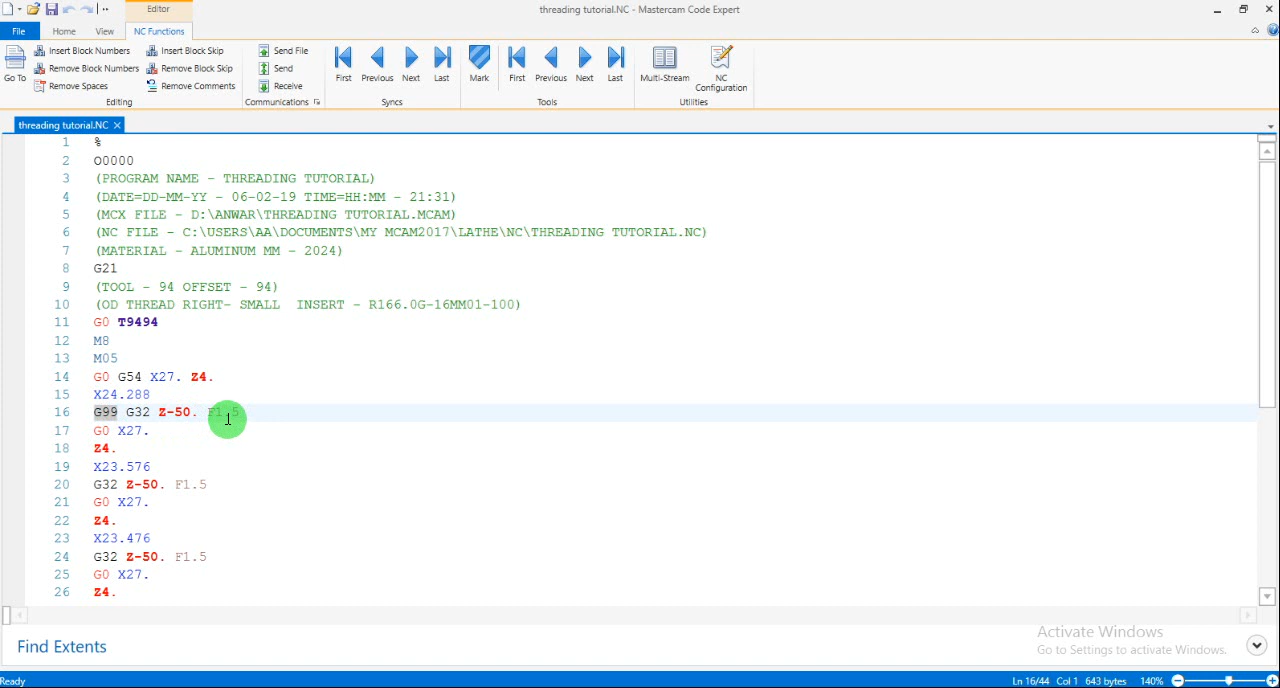 Editor
threading tutorial.NC - Mastercam Code Expert
File Home View NC Functions
Go To
Insert Block Numbers
Remove Block Numbers
Remove Spaces
Insert Block Skip
Remove Block Skip
Remove Comments
Editing
Send File
Send
Receive
Communications
First Previous Next Last
Syncs
Mark
First Previous Next Last
Tools
Multi-Stream
NC Configuration
Utilities
threading tutorial.NC
1 %
2 O0000
3 (PROGRAM NAME - THREADING TUTORIAL)
4 (DATE=DD-MM-YY - 06-02-19 TIME=HH:MM - 21:31)
5 (MCX FILE - D:\ANWAR\THREADING TUTORIAL.MCAM)
6 (NC FILE - C:\USERS\AA\DOCUMENTS\MY MCAM2017\LATHE\NC\THREADING TUTORIAL.NC)
7 (MATERIAL - ALUMINUM MM - 2024)
8 G21
9 (TOOL - 94 OFFSET - 94)
10 (OD THREAD RIGHT- SMALL INSERT - R166.0G-16MM01-100)
11 G0 T9494
12 M8
13 M05
14 G0 G54 X27. Z4.
15 X24.288
16 G99 G32 Z-50. F1.5
17 G0 X27.
18 Z4.
19 X23.576
20 G32 Z-50. F1.5
21 G0 X27.
22 Z4.
23 X23.476
24 G32 Z-50. F1.5
25 G0 X27.
26 Z4.
Find Extents
Activate Windows
Go to Settings to activate Windows.
Ready
Ln 16/44 Col 1 643 bytes 140%